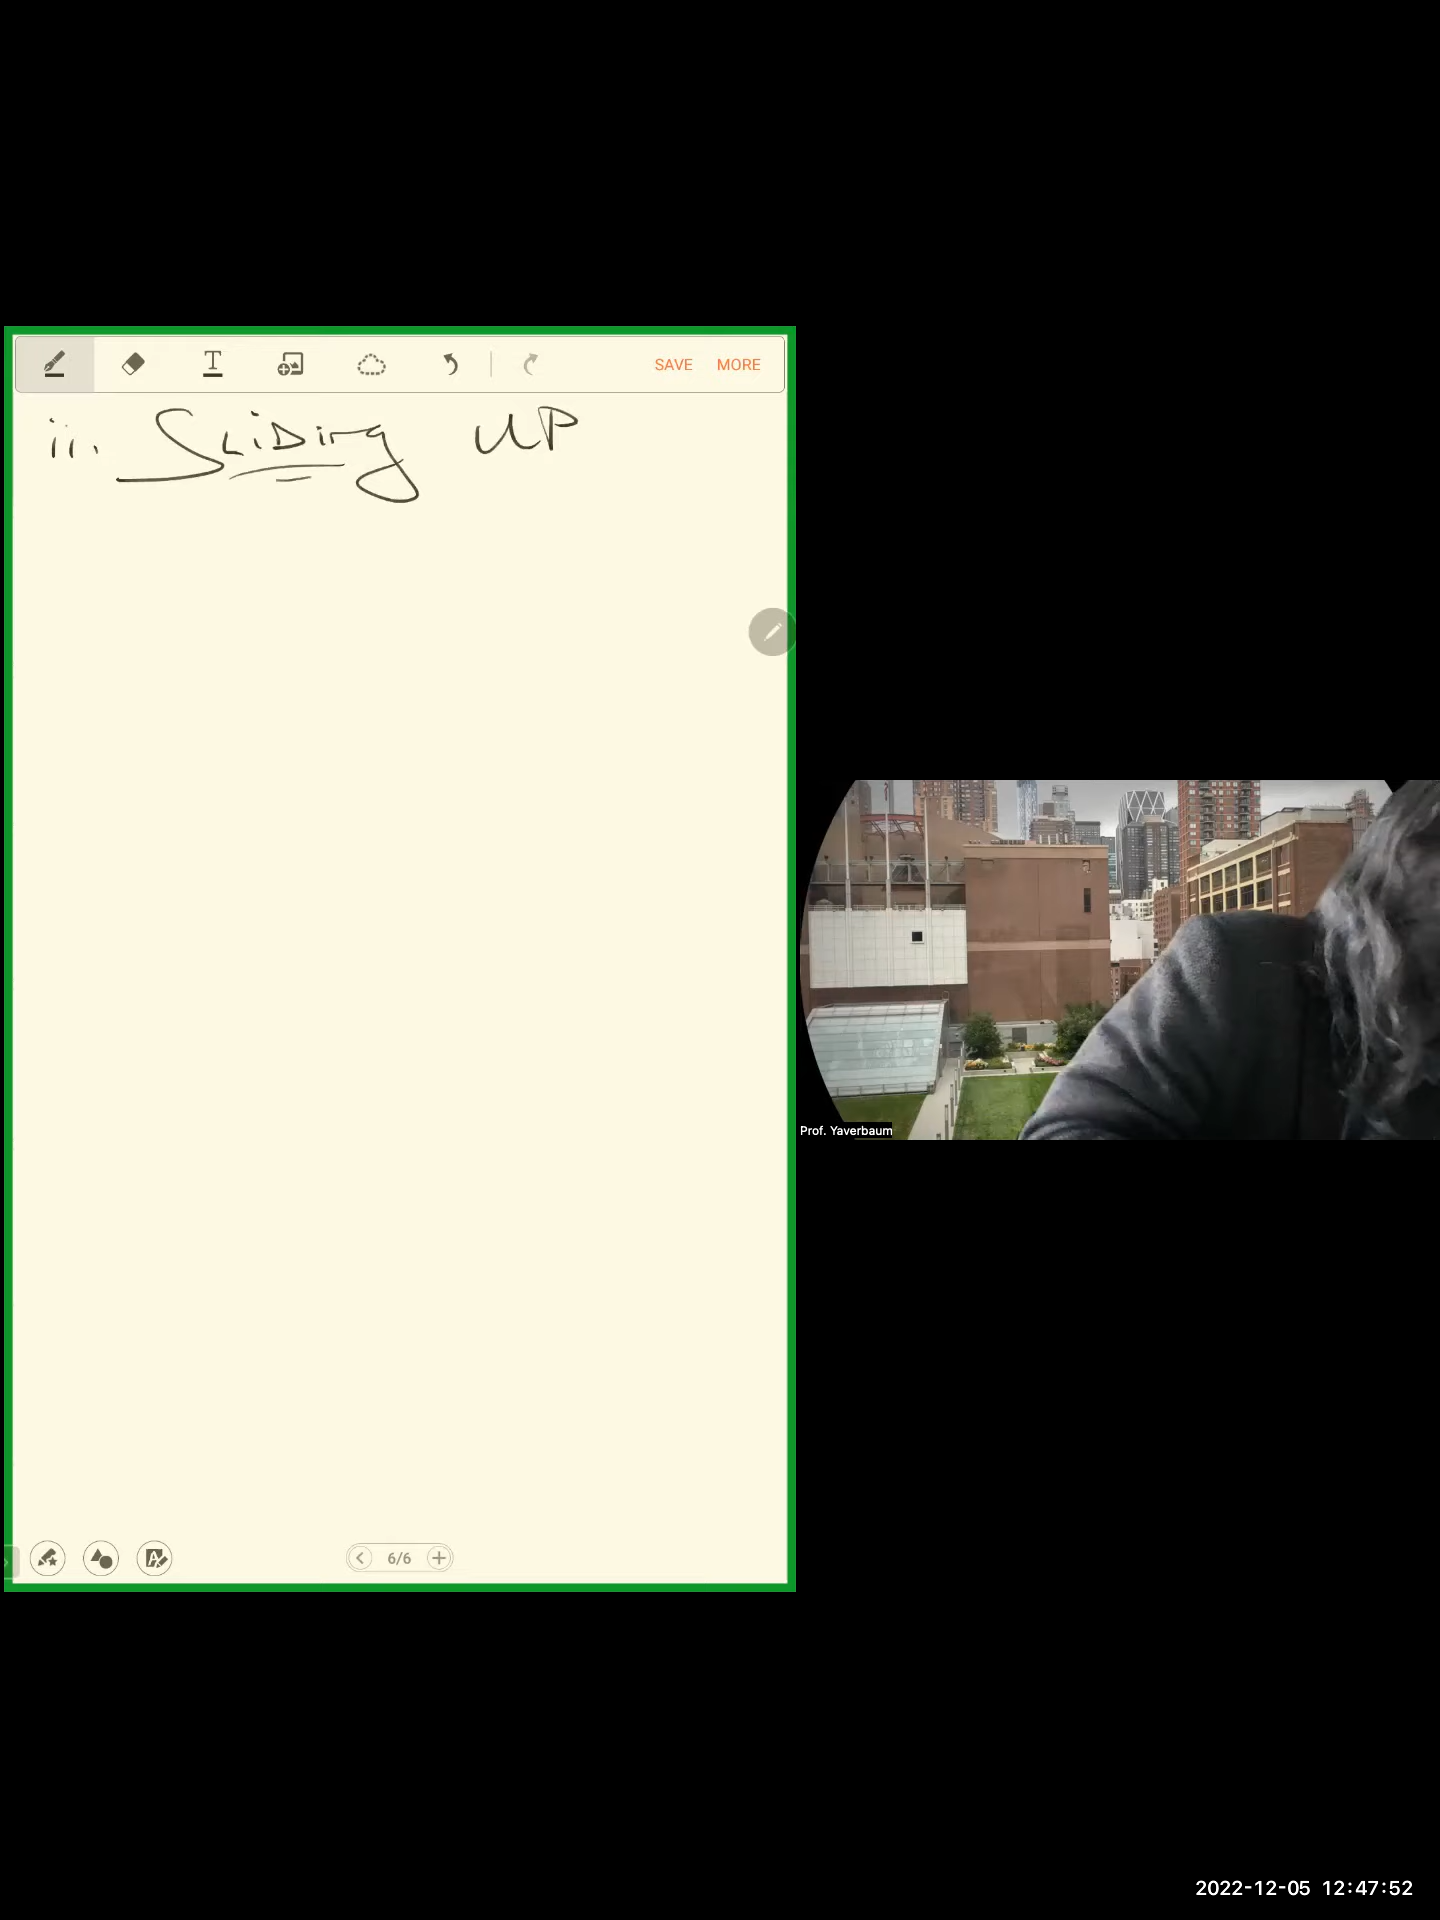 T SAVE MORE
ii. SLiDing UP
Prof. Yaverbaum
6/6
2022-12-05 12:47:52